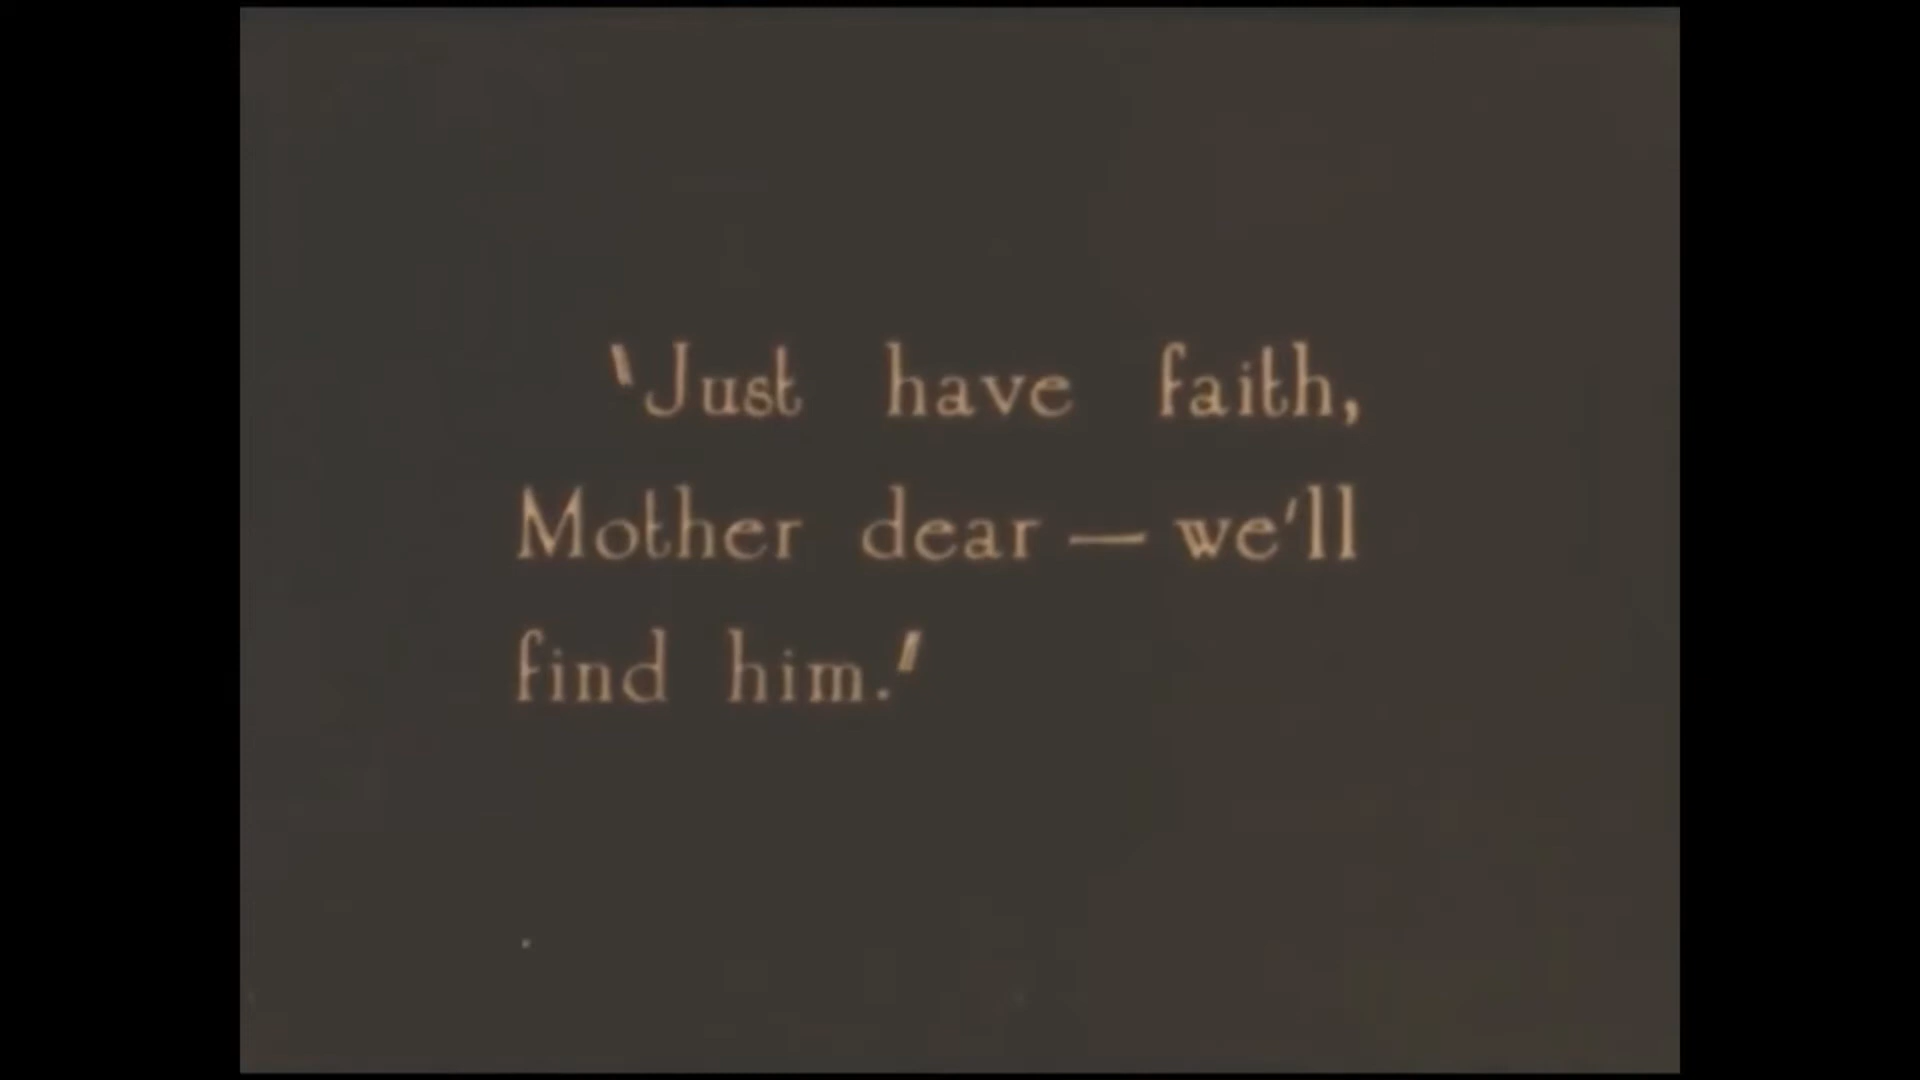 "Just have faith,
Mother dear — we'll
find him."